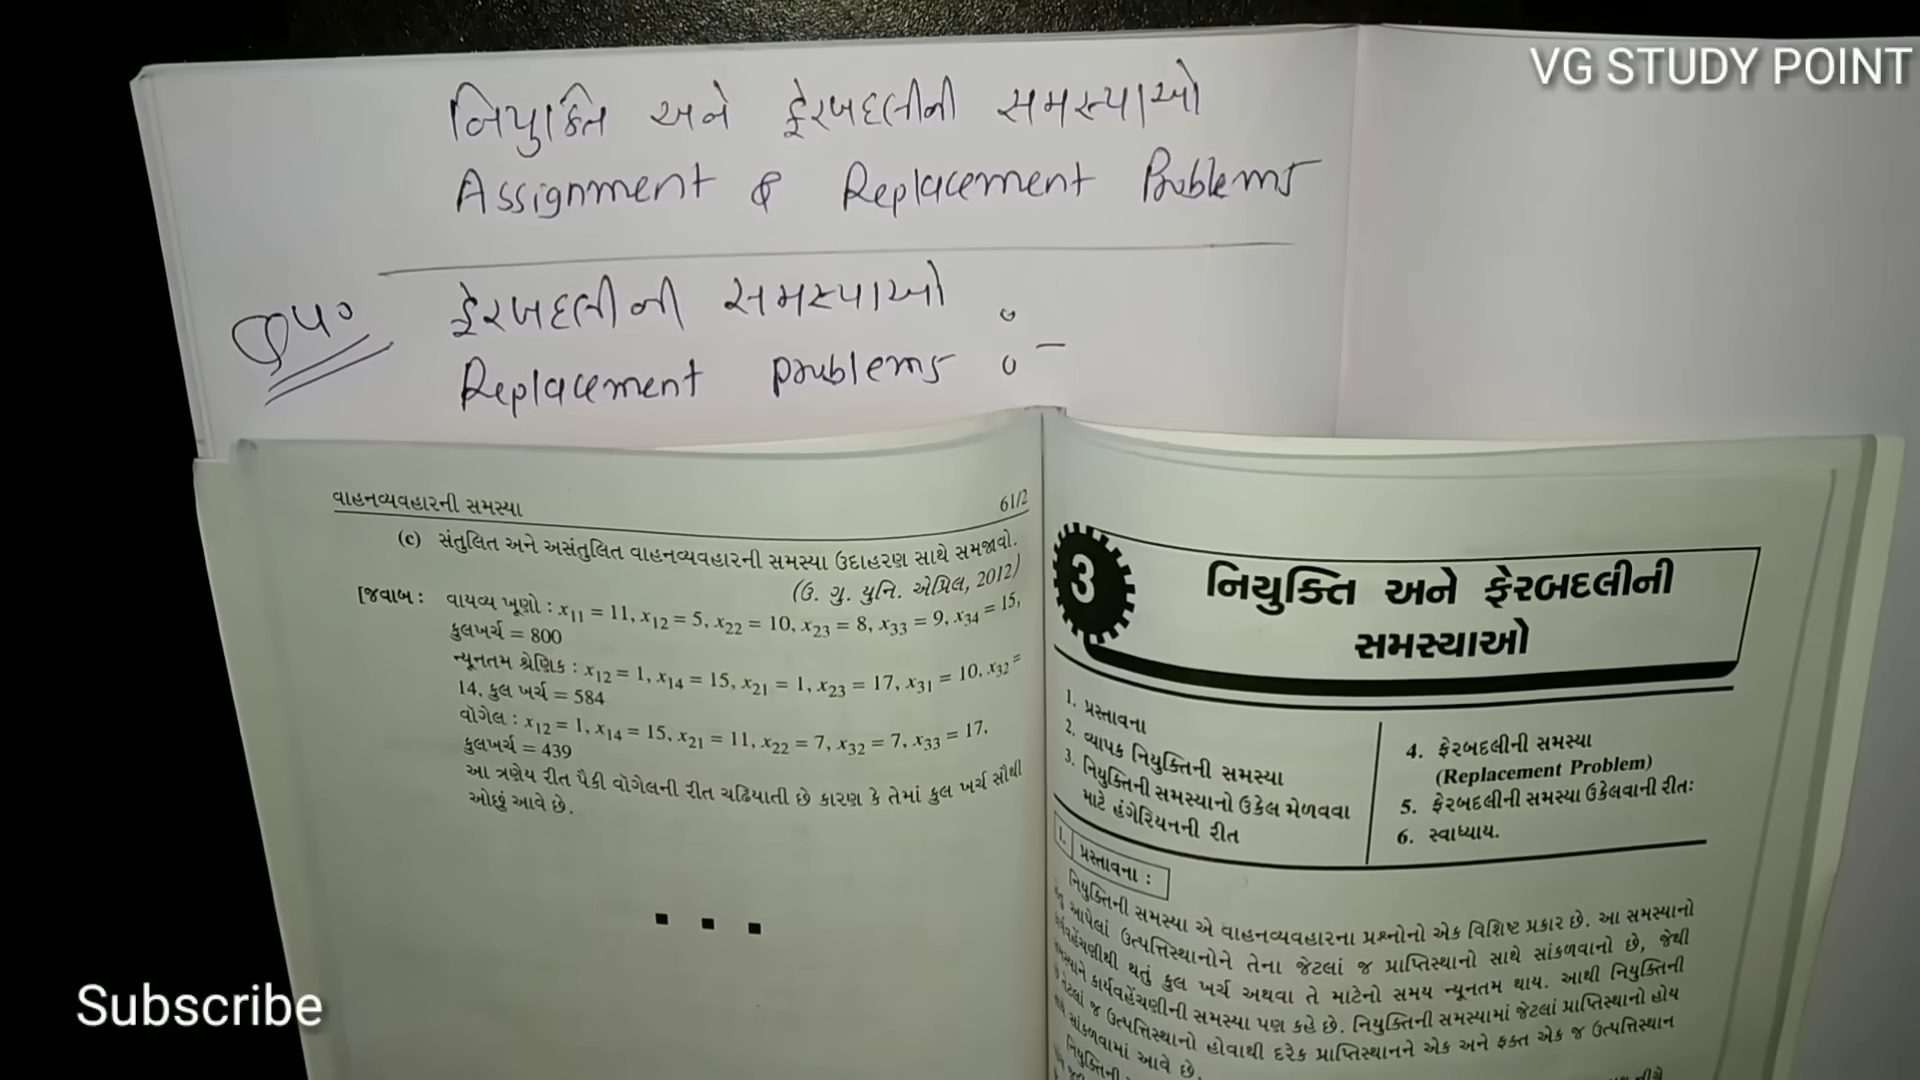 VG STUDY POINT
નિયુક્તિ અને ફેરબદલીની સમસ્યાઓ
Assignment & Replacement Problems
ફેરબદલીની સમસ્યાઓ
Replacement problems :-
વાહનવ્યવહારની સમસ્યા 61/2
(c) સંતુલિત અને અસંતુલિત વાહનવ્યવહારની સમસ્યા ઉદાહરણ સાથે સમજાવો.
(ઉ. ગુ. યુનિ. એપ્રિલ, 2012)
[જવાબ : વાયવ્ય ખૂણો : x11 = 11, x12 = 5, x22 = 10, x23 = 8, x33 = 9, x34 = 15,
કુલખર્ચ = 800
ન્યૂનતમ શ્રેણિક : x12 = 1, x14 = 15, x21 = 1, x23 = 17, x31 = 10, x32 =
14, કુલ ખર્ચ = 584
વૉગેલ : x12 = 1, x14 = 15, x21 = 11, x22 = 7, x32 = 7, x33 = 17,
કુલખર્ચ = 439
આ ત્રણેય રીત પૈકી વૉગેલની રીત ચઢિયાતી છે કારણ કે તેમાં કુલ ખર્ચ સૌથી
ઓછું આવે છે.
3
નિયુક્તિ અને ફેરબદલીની
સમસ્યાઓ
1. પ્રસ્તાવના
2. વ્યાપક નિયુક્તિની સમસ્યા
3. નિયુક્તિની સમસ્યાનો ઉકેલ મેળવવા
માટે હંગેરિયનની રીત
4. ફેરબદલીની સમસ્યા
(Replacement Problem)
5. ફેરબદલીની સમસ્યા ઉકેલવાની રીતઃ
6. સ્વાધ્યાય.
1. પ્રસ્તાવના :
નિયુક્તિની સમસ્યા એ વાહનવ્યવહારના પ્રશ્નોનો એક વિશિષ્ટ પ્રકાર છે. આ સમસ્યાનો
આપેલાં ઉત્પત્તિસ્થાનોને તેના જેટલાં જ પ્રાપ્તિસ્થાનો સાથે સાંકળવાનો છે, જેથી
કાર્યવહેંચણીથી થતું કુલ ખર્ચ અથવા તે માટેનો સમય ન્યૂનતમ થાય. આથી નિયુક્તિની
કાર્યવહેંચણીની સમસ્યા પણ કહે છે. નિયુક્તિની સમસ્યામાં જેટલાં પ્રાપ્તિસ્થાનો હોય
તેટલાં જ ઉત્પત્તિસ્થાનો હોવાથી દરેક પ્રાપ્તિસ્થાનને એક અને ફક્ત એક જ ઉત્પત્તિસ્થાન
સાંકળવામાં આવે છે.
નિયુક્તિની
Subscribe